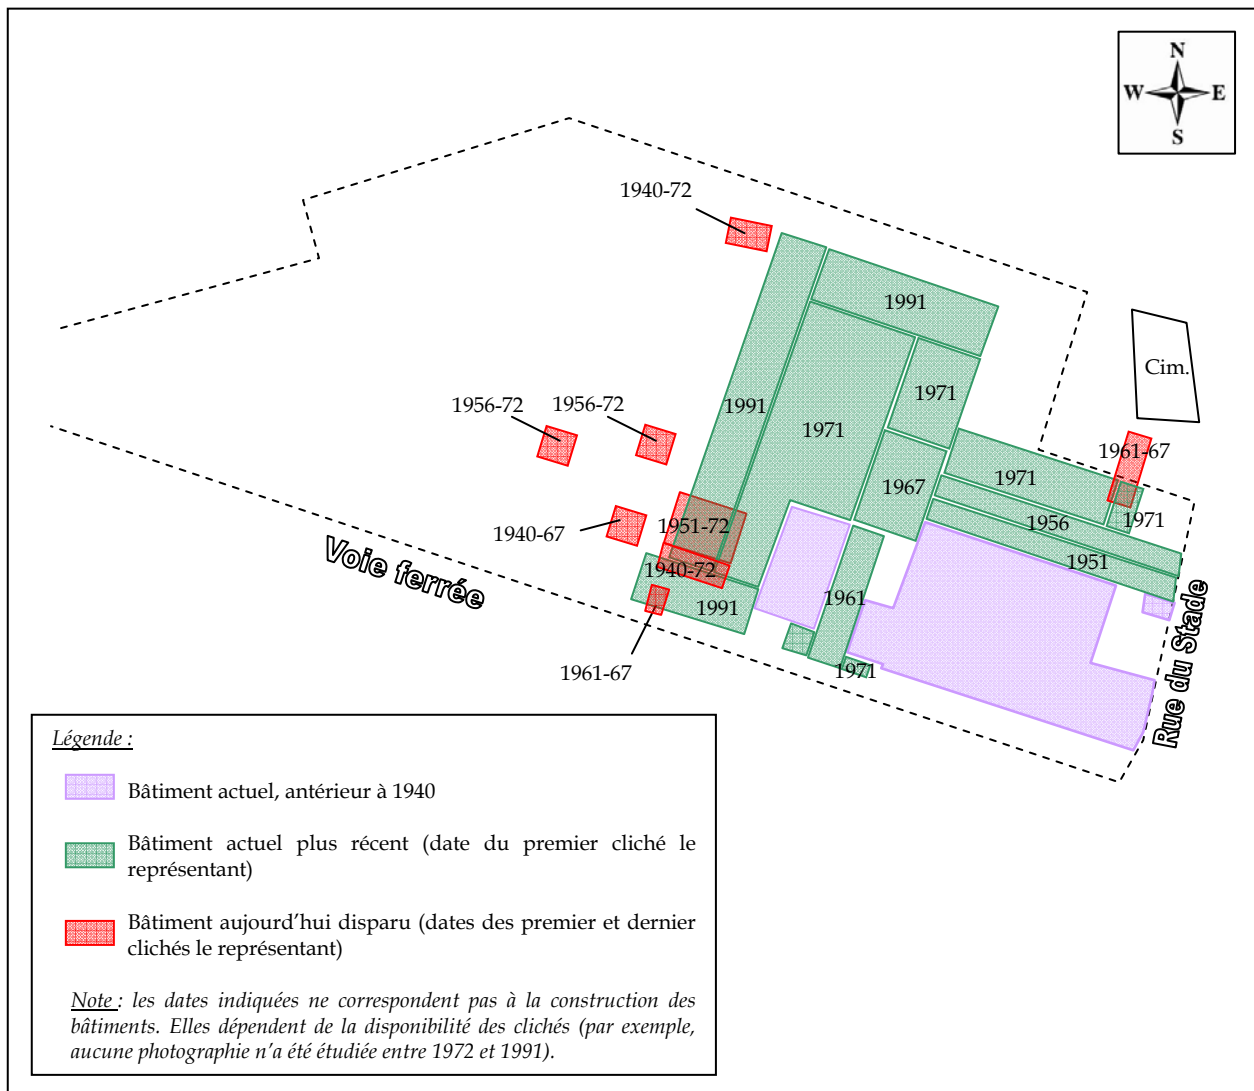 N
W E
S
1940-72
1991
Cim.
1971
1991
1956-72
1956-72
1971
1961-67
1971
1967
1951-72
1956
1971
1940-67
Voie ferrée
1951
1940-72
1961
1991
Rue du Stade
1961-67
1971
Légende :
Bâtiment actuel, antérieur à 1940
Bâtiment actuel plus récent (date du premier cliché le
représentant)
Bâtiment aujourd'hui disparu (dates des premier et dernier
clichés le représentant)
Note : les dates indiquées ne correspondent pas à la construction des
bâtiments. Elles dépendent de la disponibilité des clichés (par exemple,
aucune photographie n'a été étudiée entre 1972 et 1991).